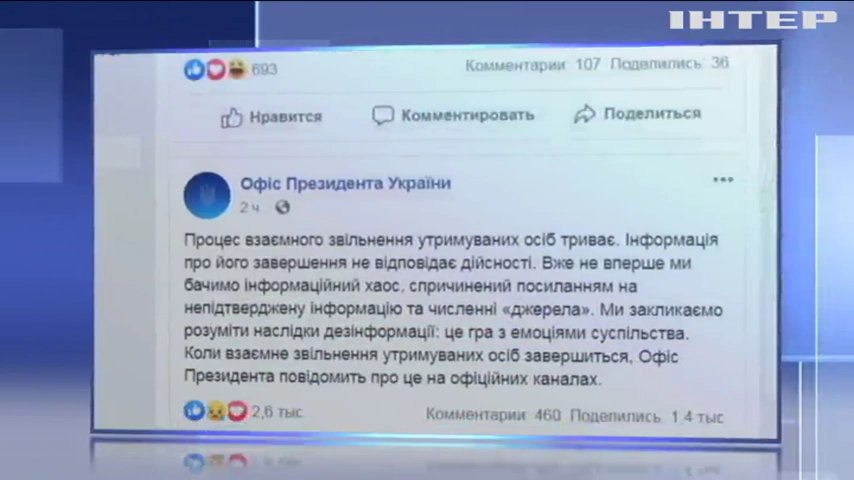 ІНТЕР
693 Комментарии 107 Поделились 36
Нравится Комментировать Поделиться
Офіс Президента України
2 ч
Процес взаємного звільнення утримуваних осіб триває. Інформація
про його завершення не відповідає дійсності. Вже не вперше ми
бачимо інформаційний хаос, спричинений посиланням на
непідтверджену інформацію та численні «джерела». Ми закликаємо
розуміти наслідки дезінформації: це гра з емоціями суспільства.
Коли взаємне звільнення утримуваних осіб завершиться, Офіс
Президента повідомить про це на офіційних каналах.
2,6 тыс Комментарии 460 Поделились 1,4 тыс